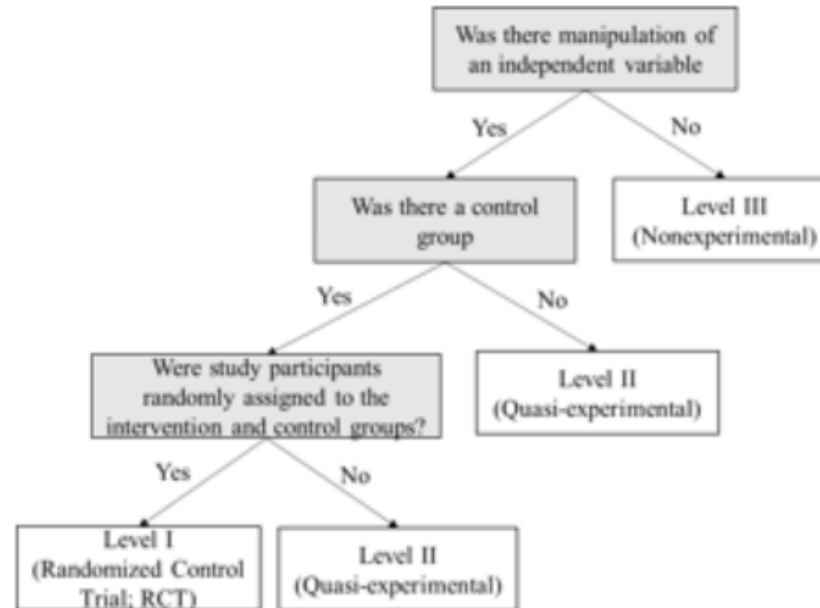 Was there manipulation of
an independent variable
Yes
No
Was there a control
group
Level III
(Nonexperimental)
Yes
No
Were study participants
randomly assigned to the
intervention and control groups?
Level II
(Quasi-experimental)
Yes
No
Level I
(Randomized Control
Trial; RCT)
Level II
(Quasi-experimental)